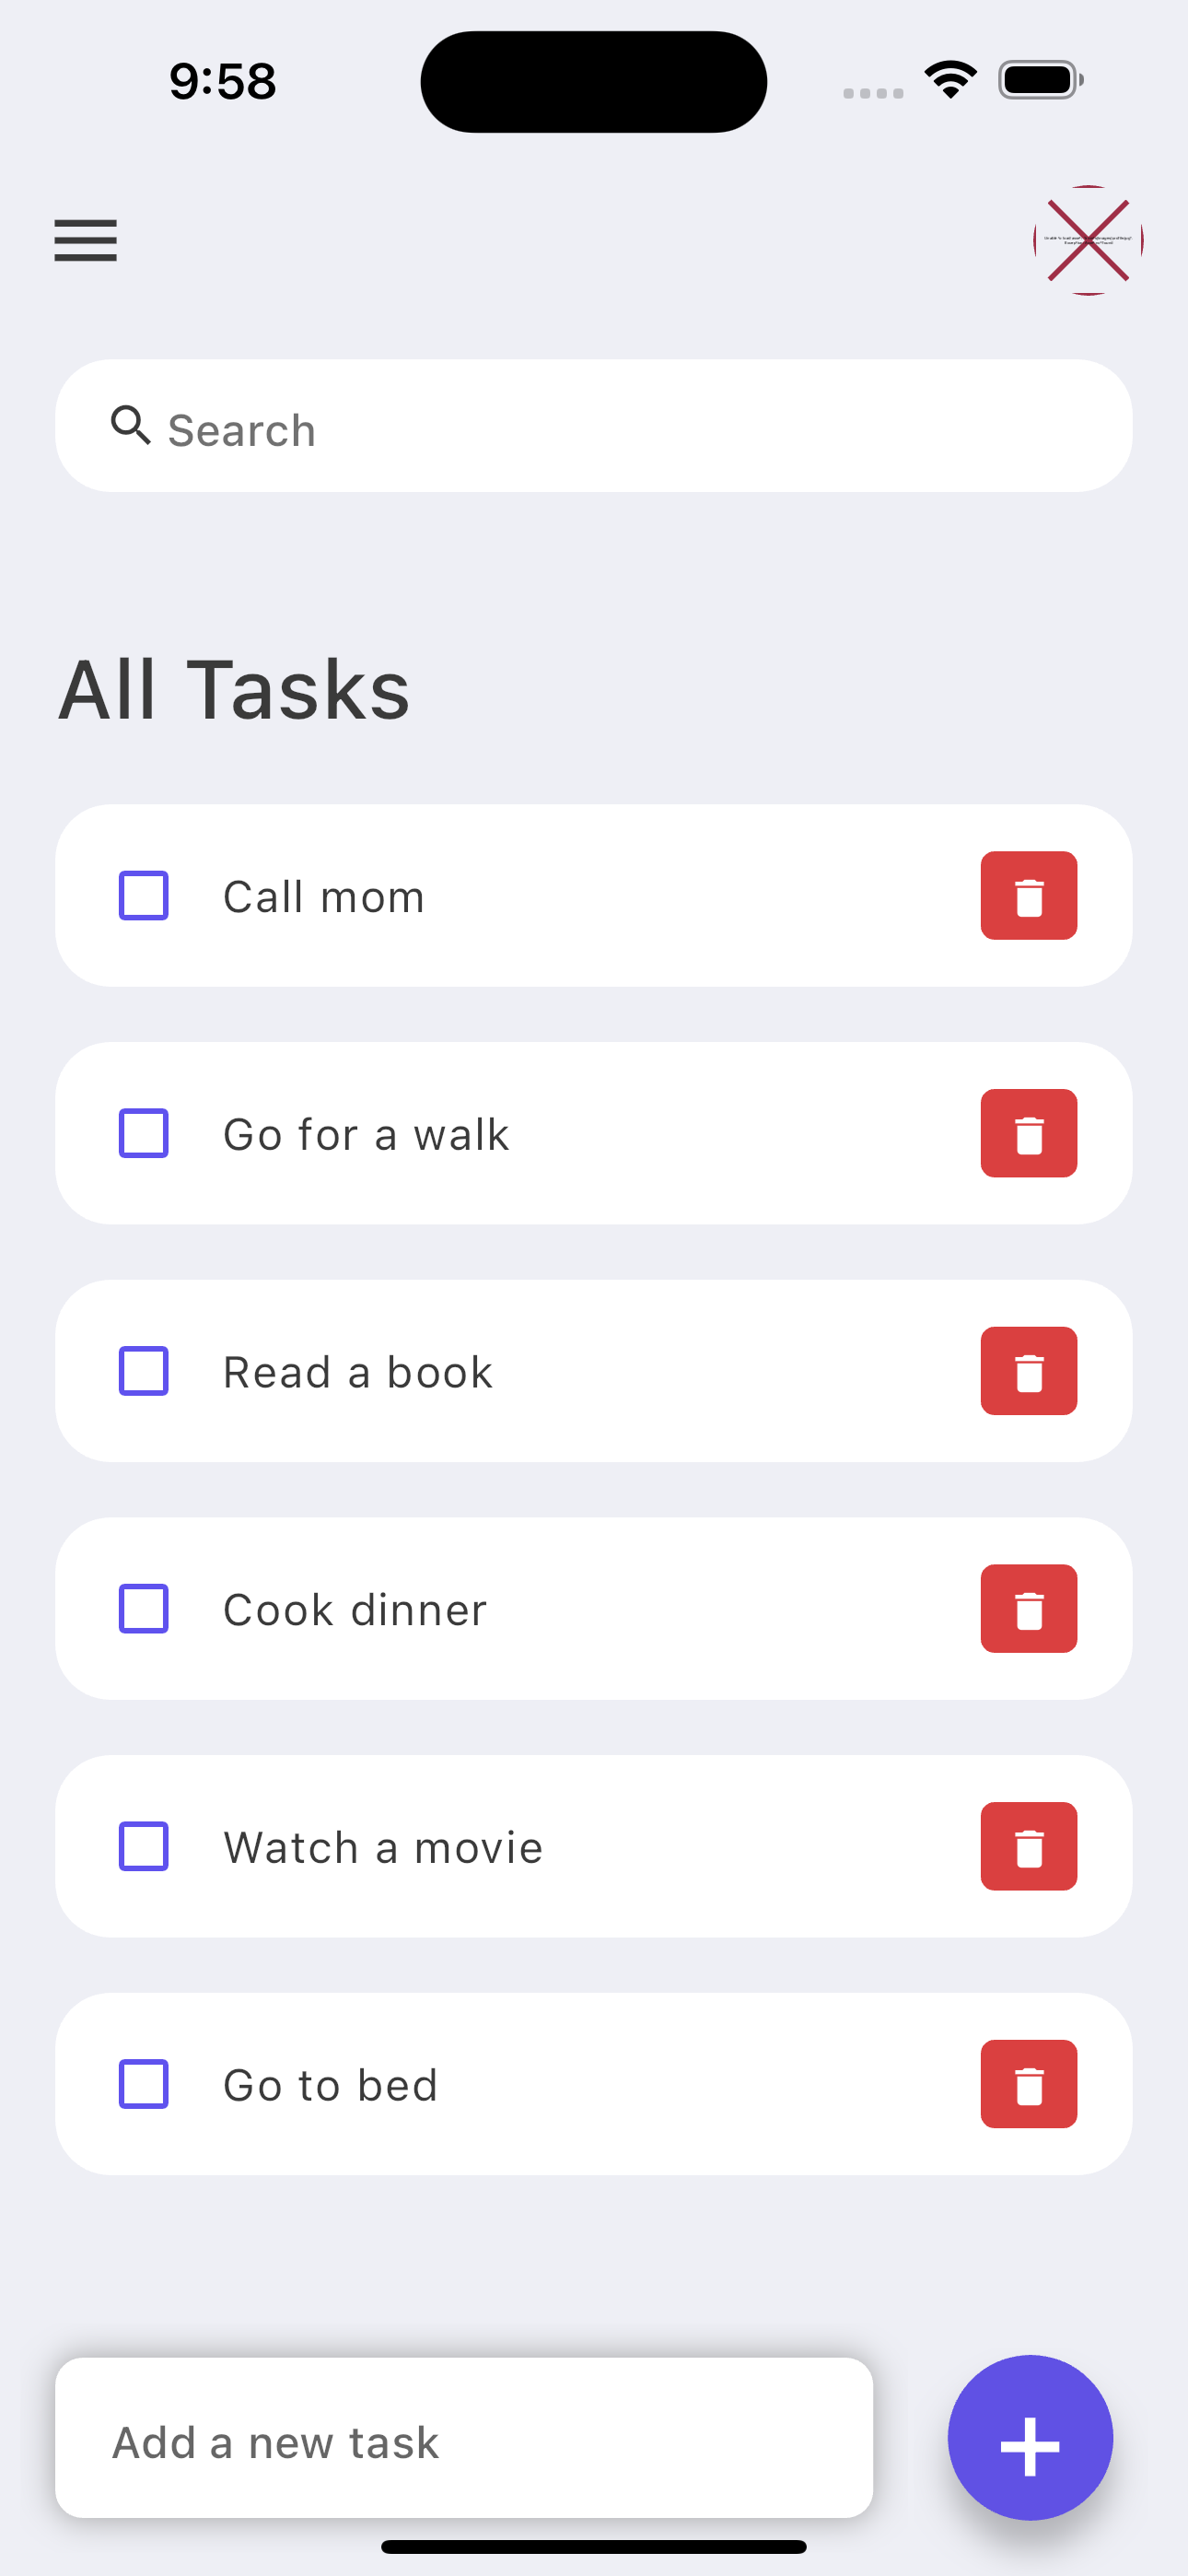 9:58
Search
All Tasks
Call mom
Go for a walk
Read a book
Cook dinner
Watch a movie
Go to bed
Add a new task